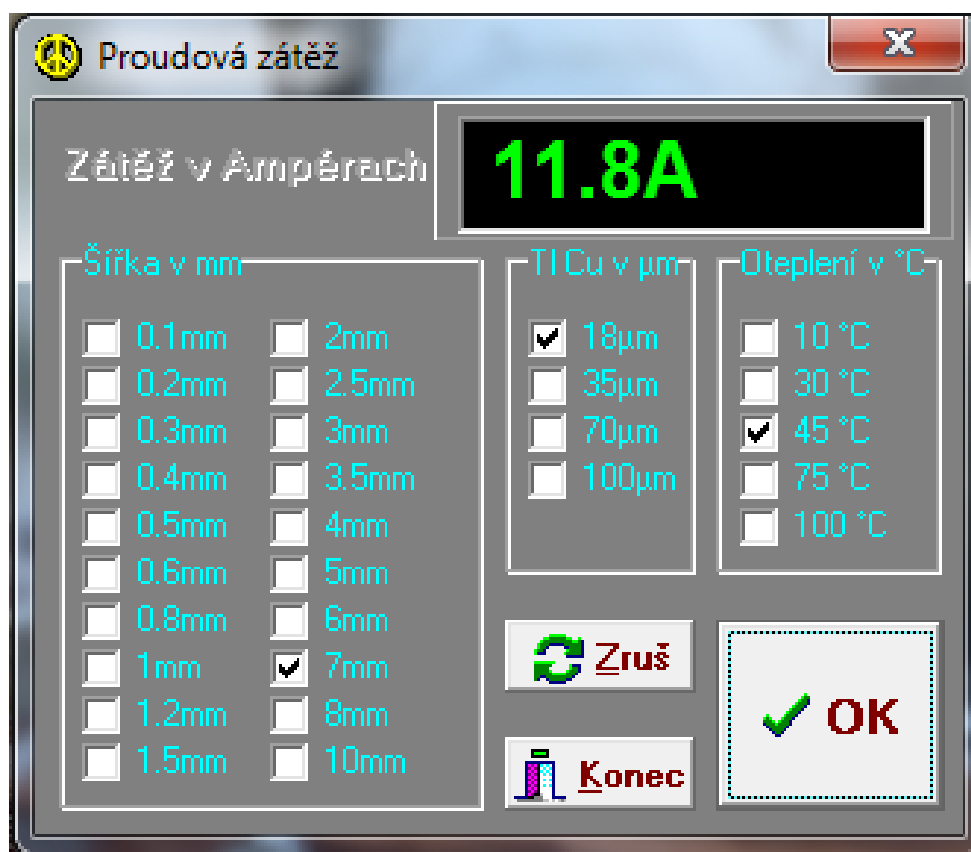 Proudová zátěž
Zátěž v Ampérach
11.8A
Šířka v mm
0.1mm
0.2mm
0.3mm
0.4mm
0.5mm
0.6mm
0.8mm
1mm
1.2mm
1.5mm
2mm
2.5mm
3mm
3.5mm
4mm
5mm
6mm
7mm
8mm
10mm
Tl Cu v µm
18µm
35µm
70µm
100µm
Oteplení v °C
10 °C
30 °C
45 °C
75 °C
100 °C
Zruš
Konec
OK